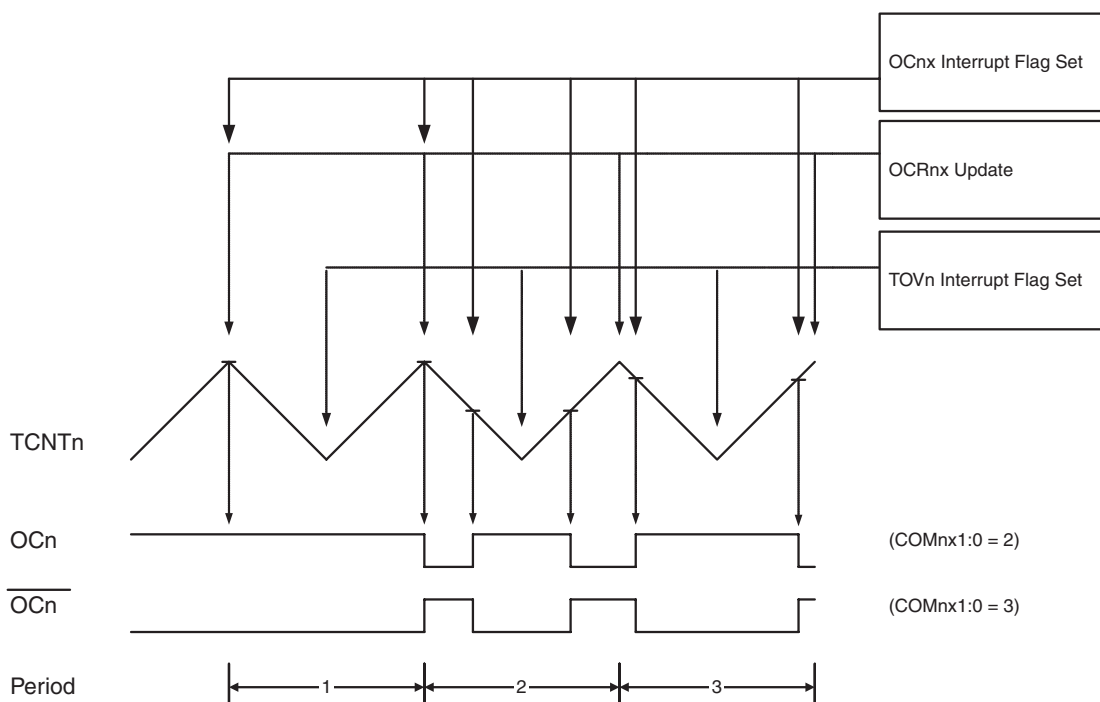 OCnx Interrupt Flag Set
OCRnx Update
TOVn Interrupt Flag Set
TCNTn
OCn (COMnx1:0 = 2)
OCn (COMnx1:0 = 3)
Period 1 2 3